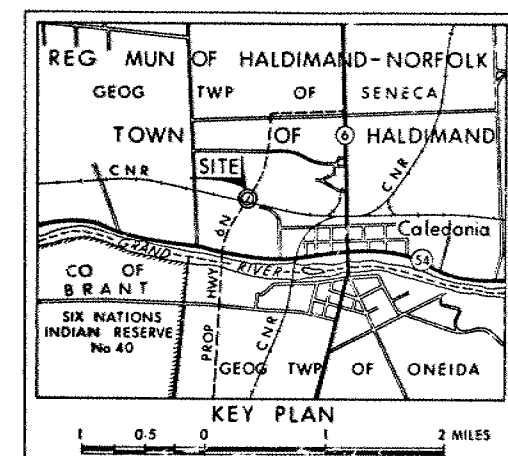 REG MUN OF HALDIMAND-NORFOLK
GEOG TWP OF SENECA
TOWN OF HALDIMAND
6
SITE
CNR
CNR
2
Caledonia
GRAND RIVER
54
HWY 6N
PROP
CO OF
BRANT
SIX NATIONS
INDIAN RESERVE
No 40
CNR
GEOG TWP OF ONEIDA
KEY PLAN
1 0·5 0 1 2 MILES